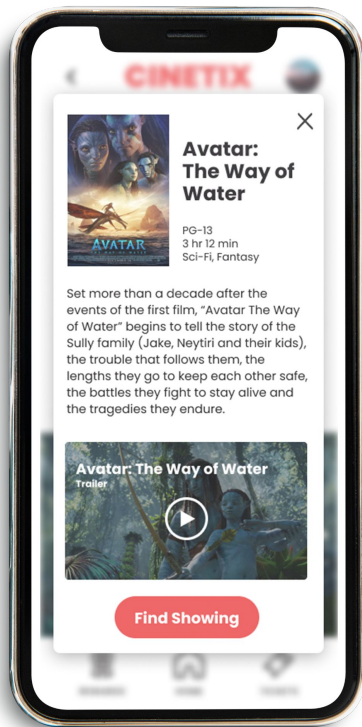 CINETIX
Avatar:
The Way of
Water
PG-13
3 hr 12 min
Sci-Fi, Fantasy
AVATAR
Set more than a decade after the
events of the first film, “Avatar The Way
of Water” begins to tell the story of the
Sully family (Jake, Neytiri and their kids),
the trouble that follows them, the
lengths they go to keep each other safe,
the battles they fight to stay alive and
the tragedies they endure.
Avatar: The Way of Water
Trailer
Find Showing